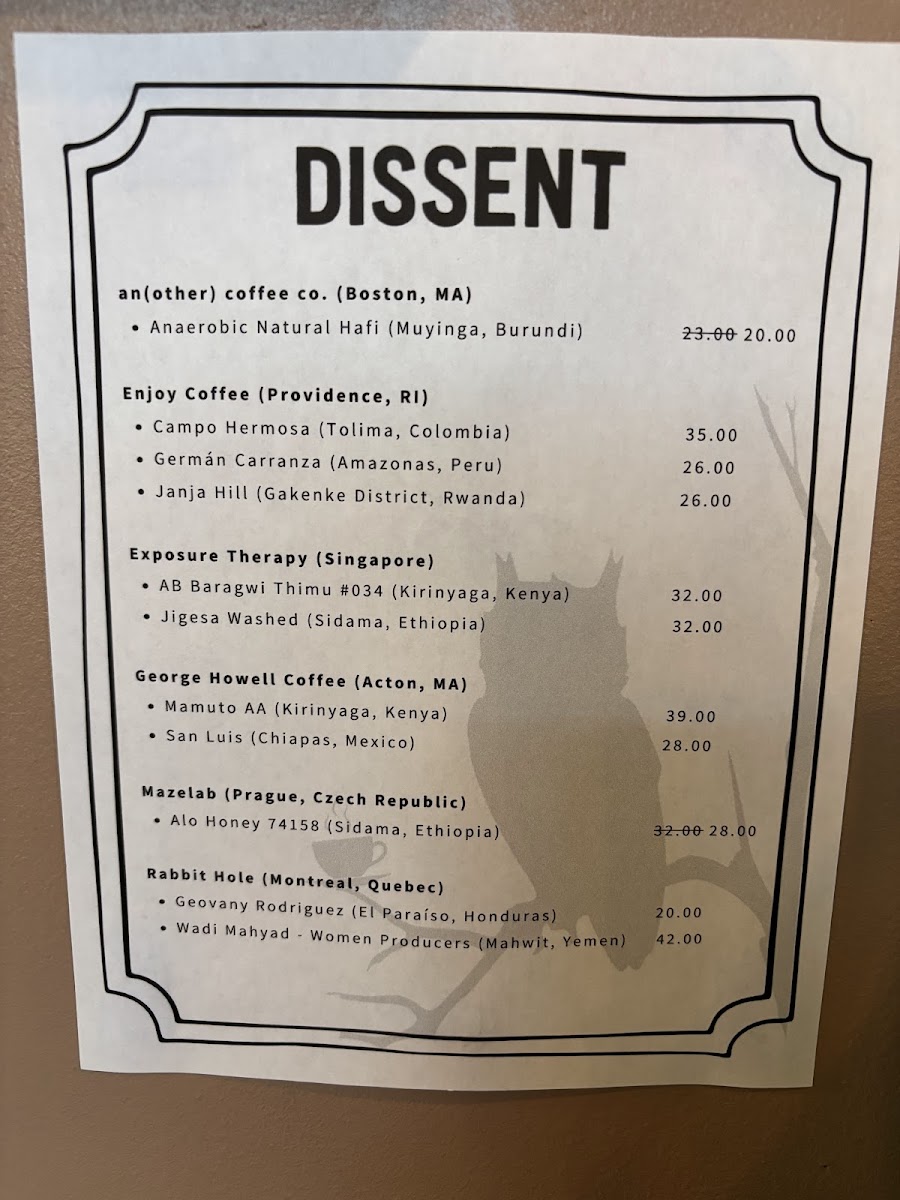 DISSENT
an(other) coffee co. (Boston, MA)
• Anaerobic Natural Hafi (Muyinga, Burundi) 23.00 20.00
Enjoy Coffee (Providence, RI)
• Campo Hermosa (Tolima, Colombia) 35.00
• Germán Carranza (Amazonas, Peru) 26.00
• Janja Hill (Gakenke District, Rwanda) 26.00
Exposure Therapy (Singapore)
• AB Baragwi Thimu #034 (Kirinyaga, Kenya) 32.00
• Jigesa Washed (Sidama, Ethiopia) 32.00
George Howell Coffee (Acton, MA)
• Mamuto AA (Kirinyaga, Kenya) 39.00
• San Luis (Chiapas, Mexico) 28.00
Mazelab (Prague, Czech Republic)
• Alo Honey 74158 (Sidama, Ethiopia) 32.00 28.00
Rabbit Hole (Montreal, Quebec)
• Geovany Rodriguez (El Paraíso, Honduras) 20.00
• Wadi Mahyad - Women Producers (Mahwit, Yemen) 42.00